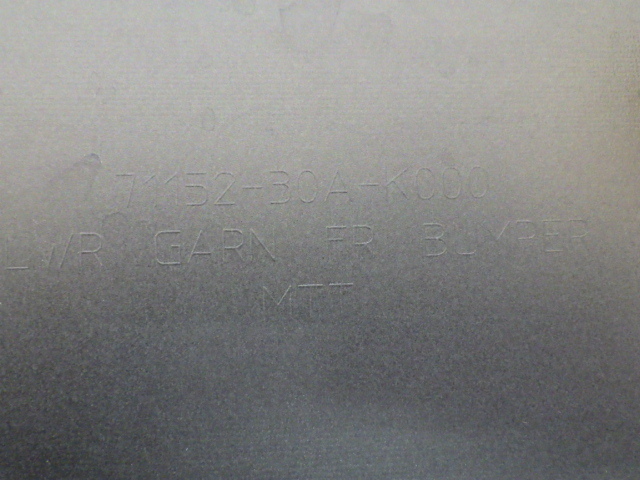 71152-30A-K000
LWR GARN FR BUMPER
MTT